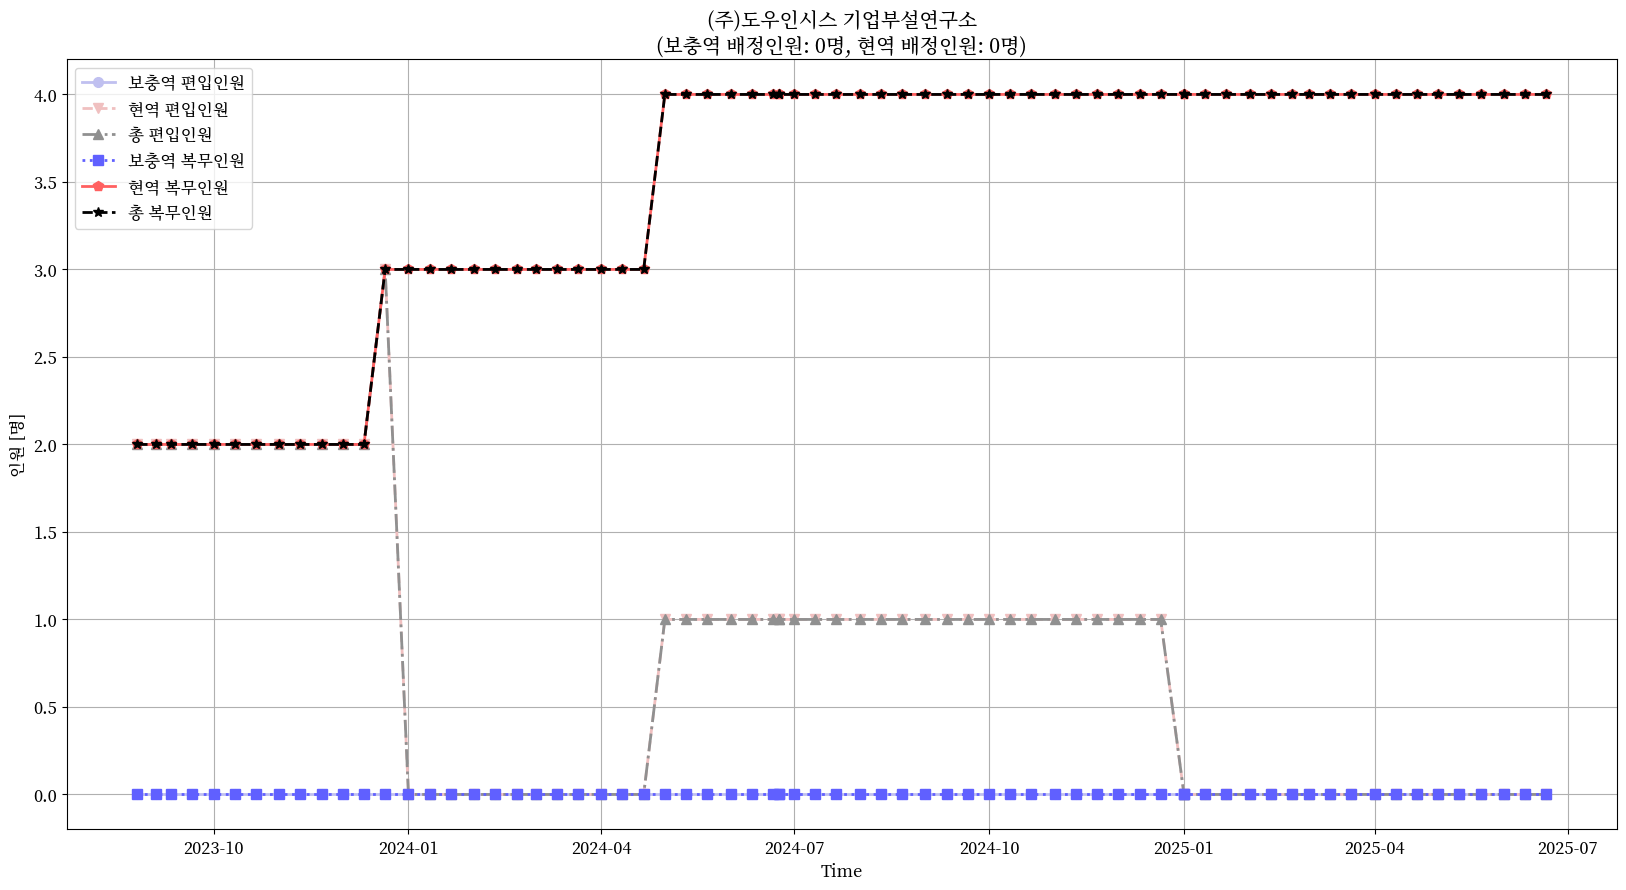 (주)도우인시스 기업부설연구소
(보충역 배정인원: 0명, 현역 배정인원: 0명)
보충역 편입인원
현역 편입인원
총 편입인원
보충역 복무인원
현역 복무인원
총 복무인원
인원 [명]
4.0
3.5
3.0
2.5
2.0
1.5
1.0
0.5
0.0
2023-10
2024-01
2024-04
2024-07
2024-10
2025-01
2025-04
2025-07
Time